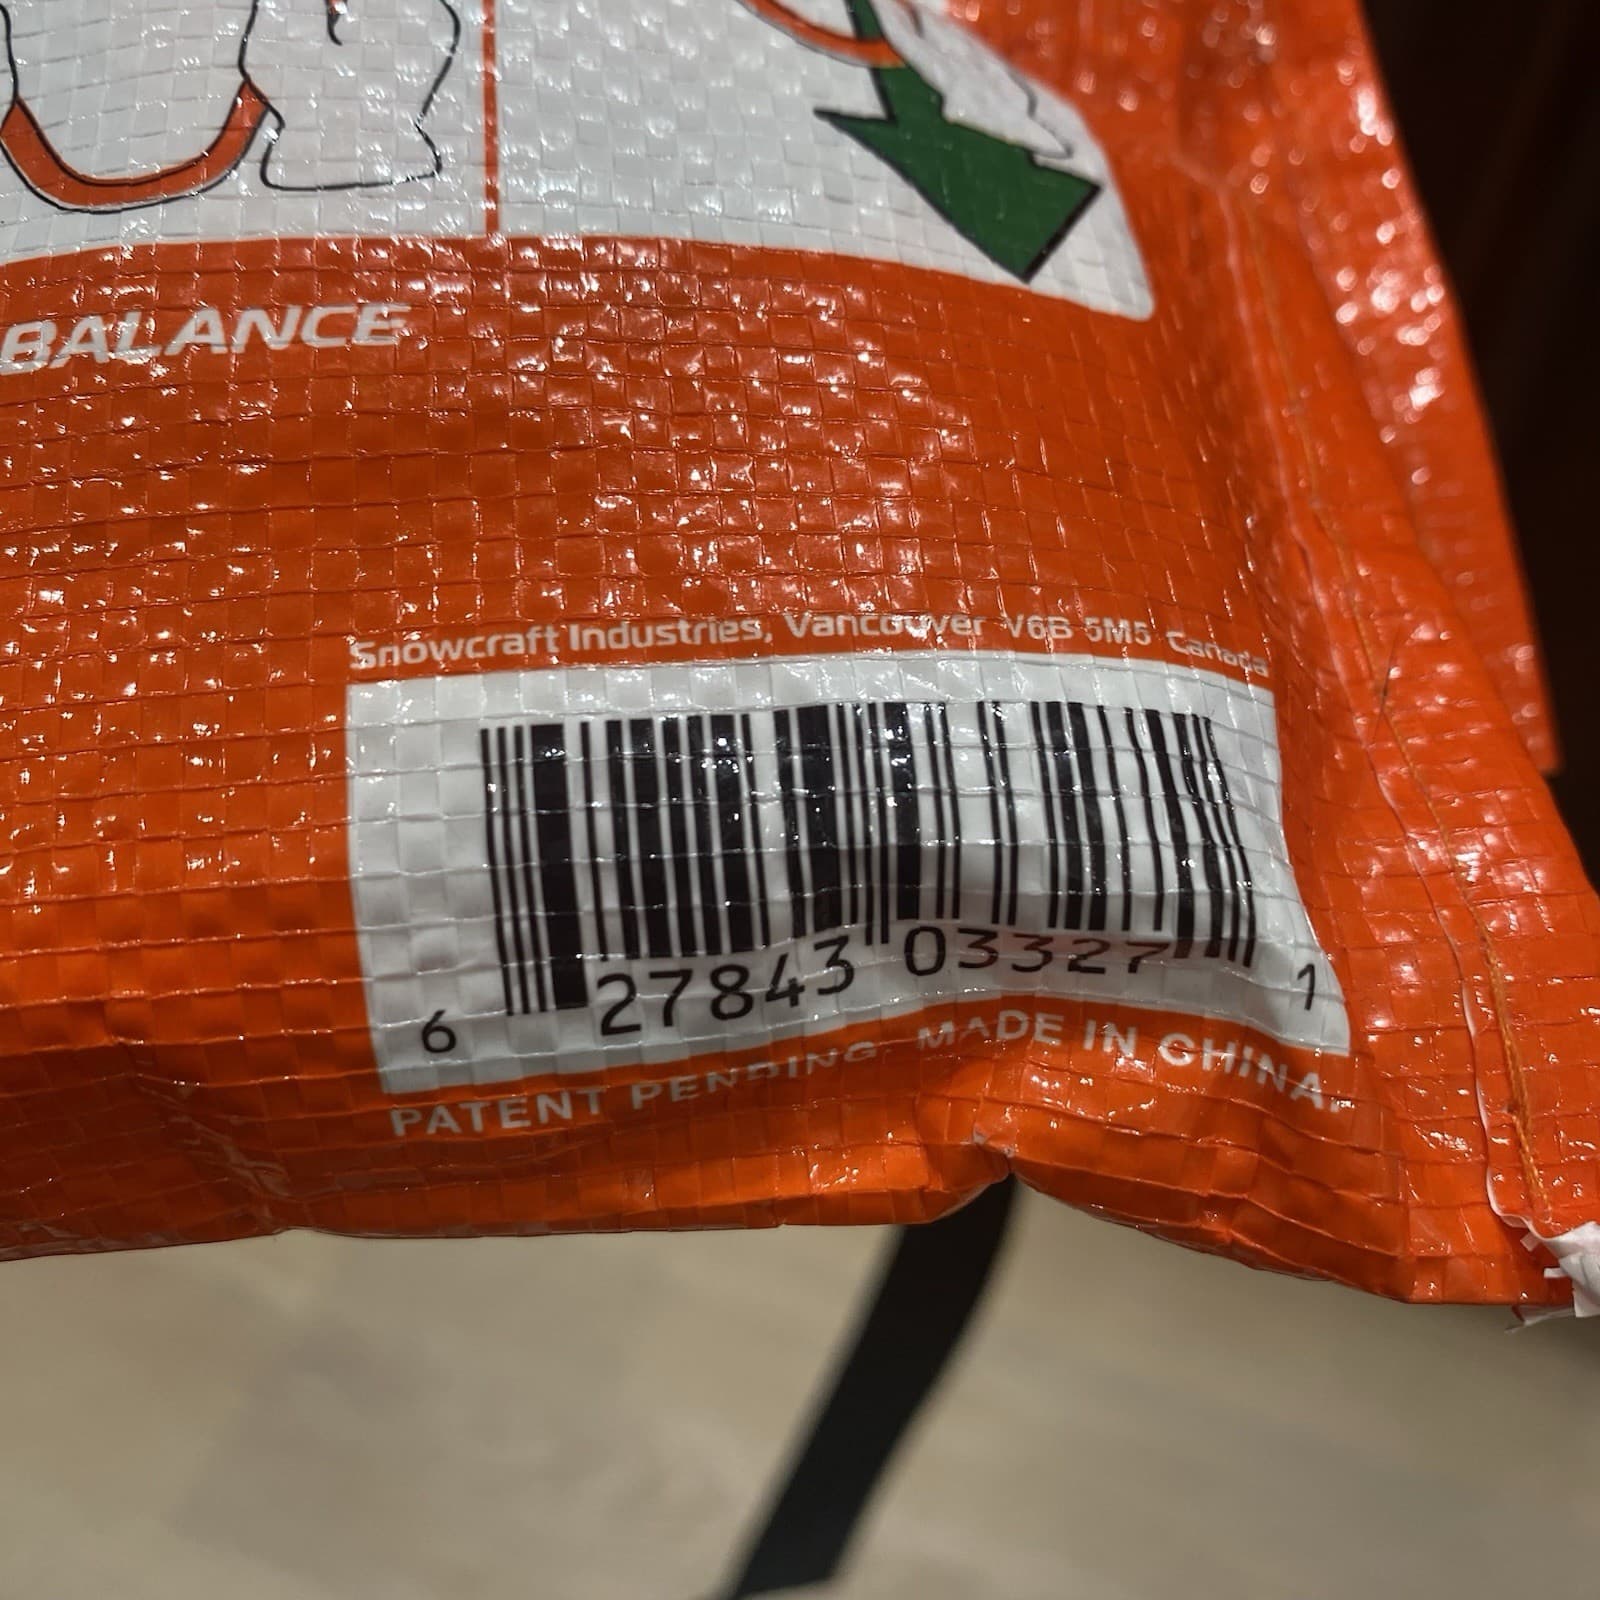 BALANCE
Snowcraft Industries, Vancouver V6B 5M5 Canada
6 27843 03327 1
PATENT PENDING. MADE IN CHINA.